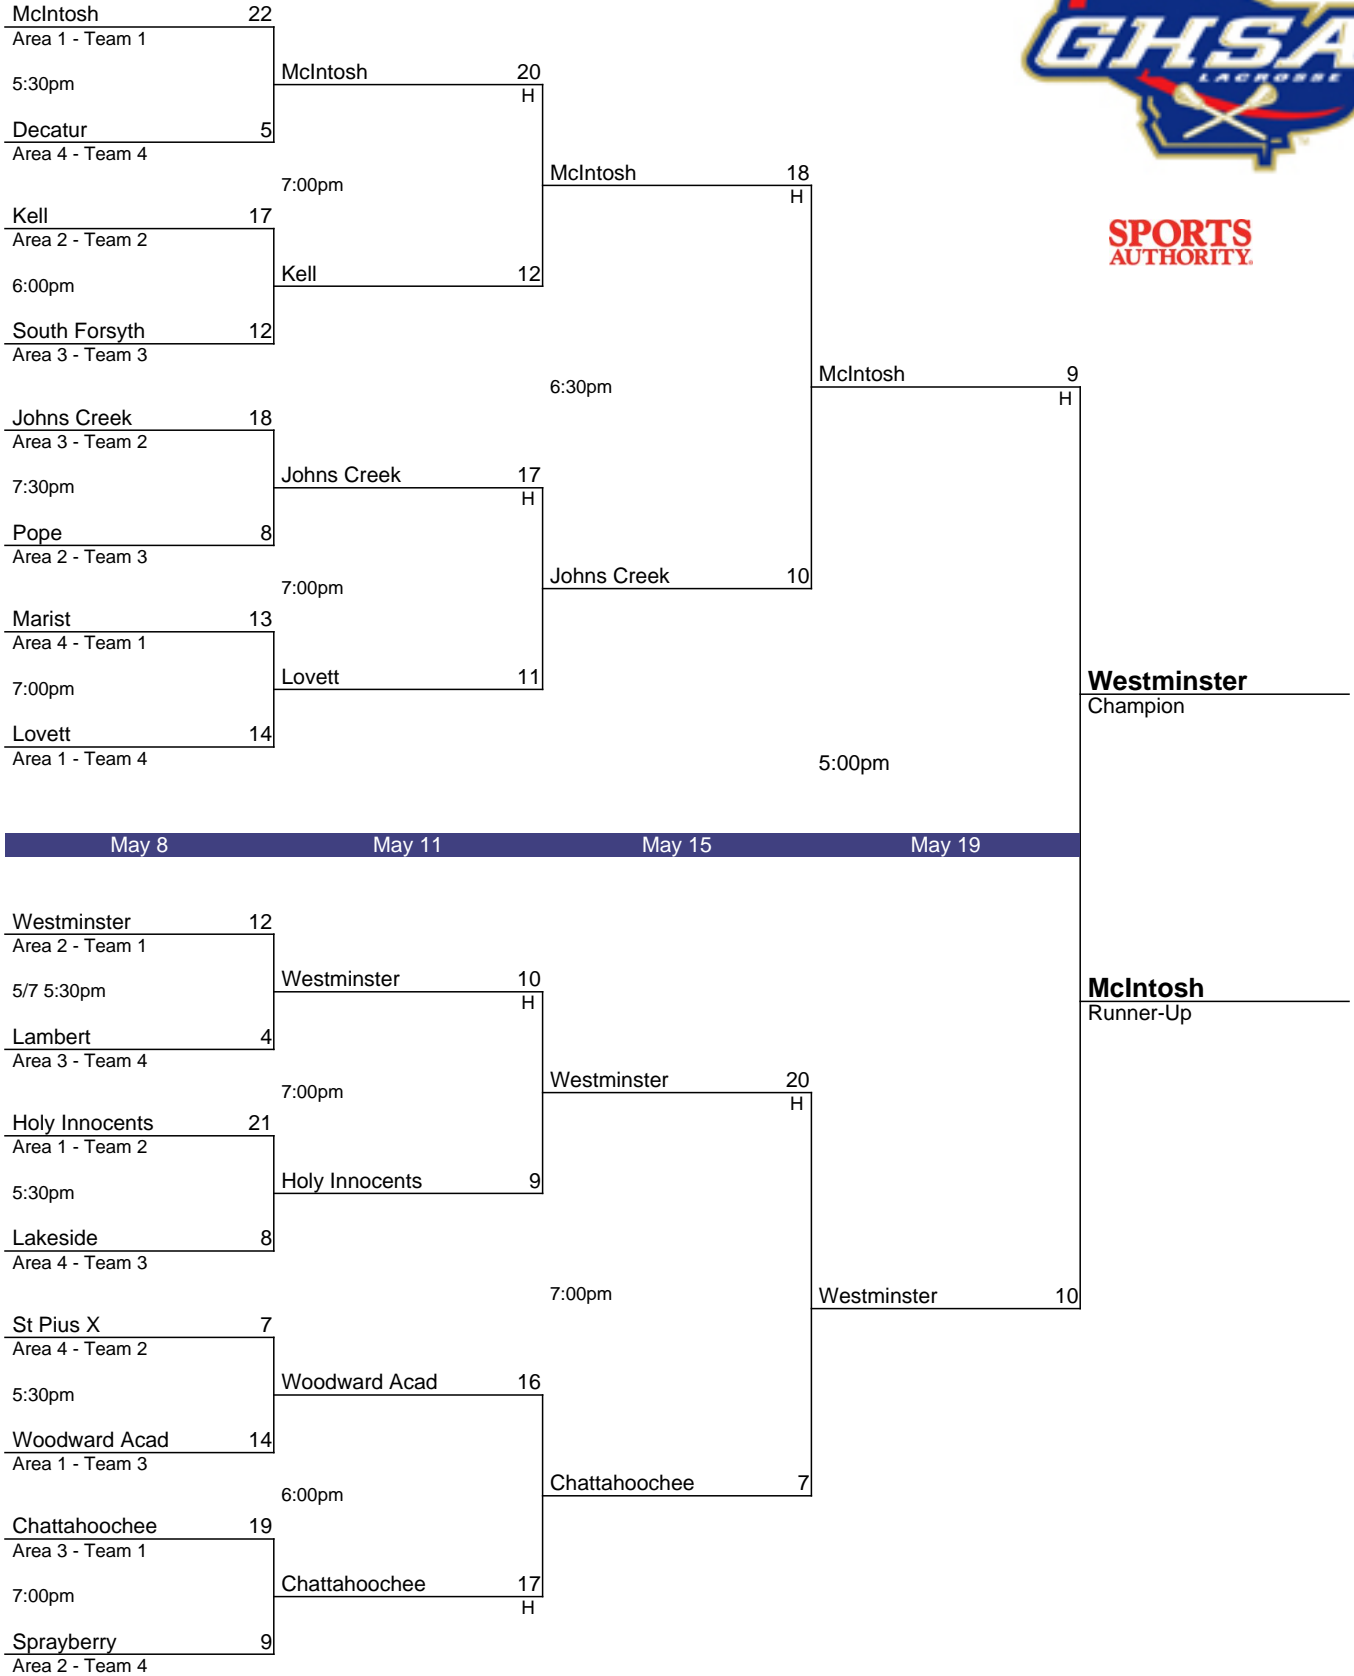 McIntosh 22
Area 1 - Team 1
5:30pm
Decatur 5
Area 4 - Team 4
Kell 17
Area 2 - Team 2
6:00pm
South Forsyth 12
Area 3 - Team 3
Johns Creek 18
Area 3 - Team 2
7:30pm
Pope 8
Area 2 - Team 3
Marist 13
Area 4 - Team 1
7:00pm
Lovett 14
Area 1 - Team 4
McIntosh 20
H
7:00pm
Kell 12
Johns Creek 17
H
7:00pm
Lovett 11
McIntosh 18
H
6:30pm
Johns Creek 10
McIntosh 9
H
5:00pm
GHSA
LACROSSE
SPORTS
AUTHORITY
Westminster
Champion
May 8 May 11 May 15 May 19
Westminster 12
Area 2 - Team 1
5/7 5:30pm
Lambert 4
Area 3 - Team 4
Holy Innocents 21
Area 1 - Team 2
5:30pm
Lakeside 8
Area 4 - Team 3
St Pius X 7
Area 4 - Team 2
5:30pm
Woodward Acad 14
Area 1 - Team 3
Chattahoochee 19
Area 3 - Team 1
7:00pm
Sprayberry 9
Area 2 - Team 4
Westminster 10
H
7:00pm
Holy Innocents 9
Woodward Acad 16
6:00pm
Chattahoochee 17
H
Westminster 20
H
7:00pm
Chattahoochee 7
Westminster 10
McIntosh
Runner-Up